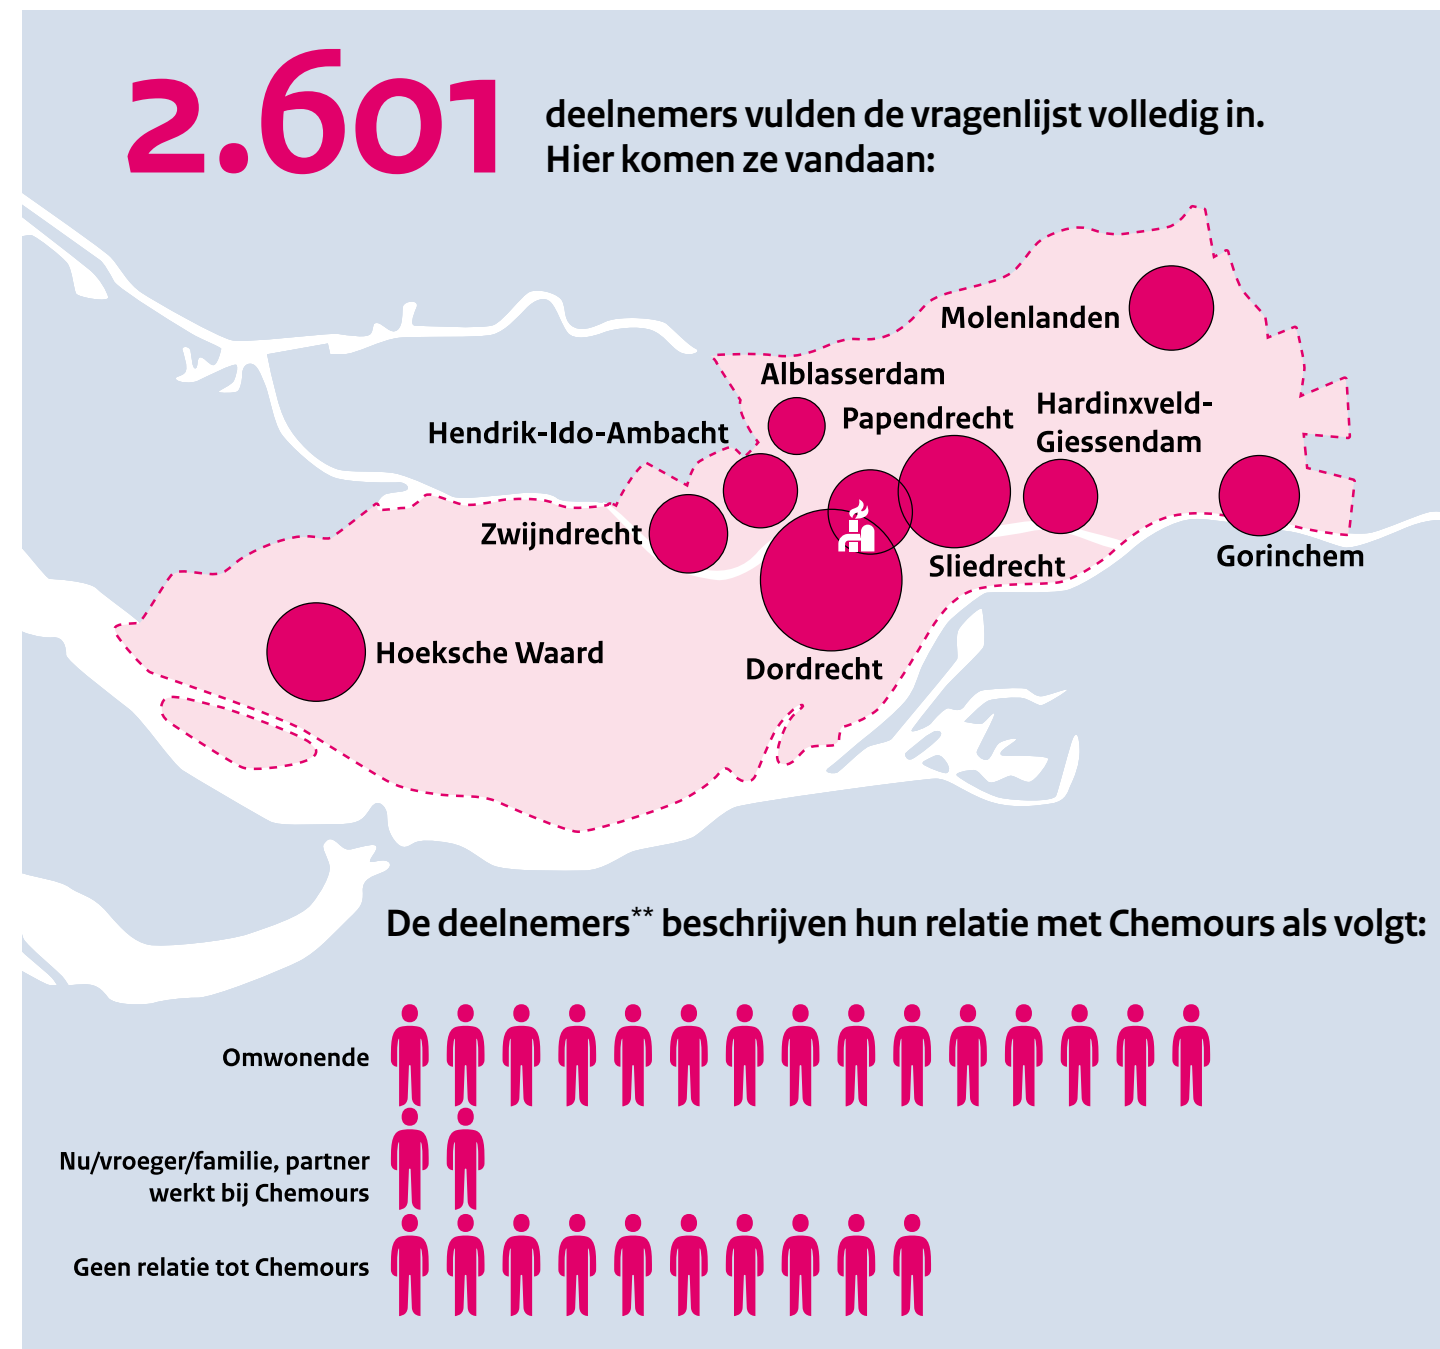 2.601
deelnemers vulden de vragenlijst volledig in.
Hier komen ze vandaan:
Molenlanden
Alblasserdam
Hardinxveld-
Giessendam
Papendrecht
Hendrik-Ido-Ambacht
Zwijndrecht
Sliedrecht
Gorinchem
Hoeksche Waard
Dordrecht
De deelnemers** beschrijven hun relatie met Chemours als volgt:
Omwonende
Nu/vroeger/familie, partner
werkt bij Chemours
Geen relatie tot Chemours